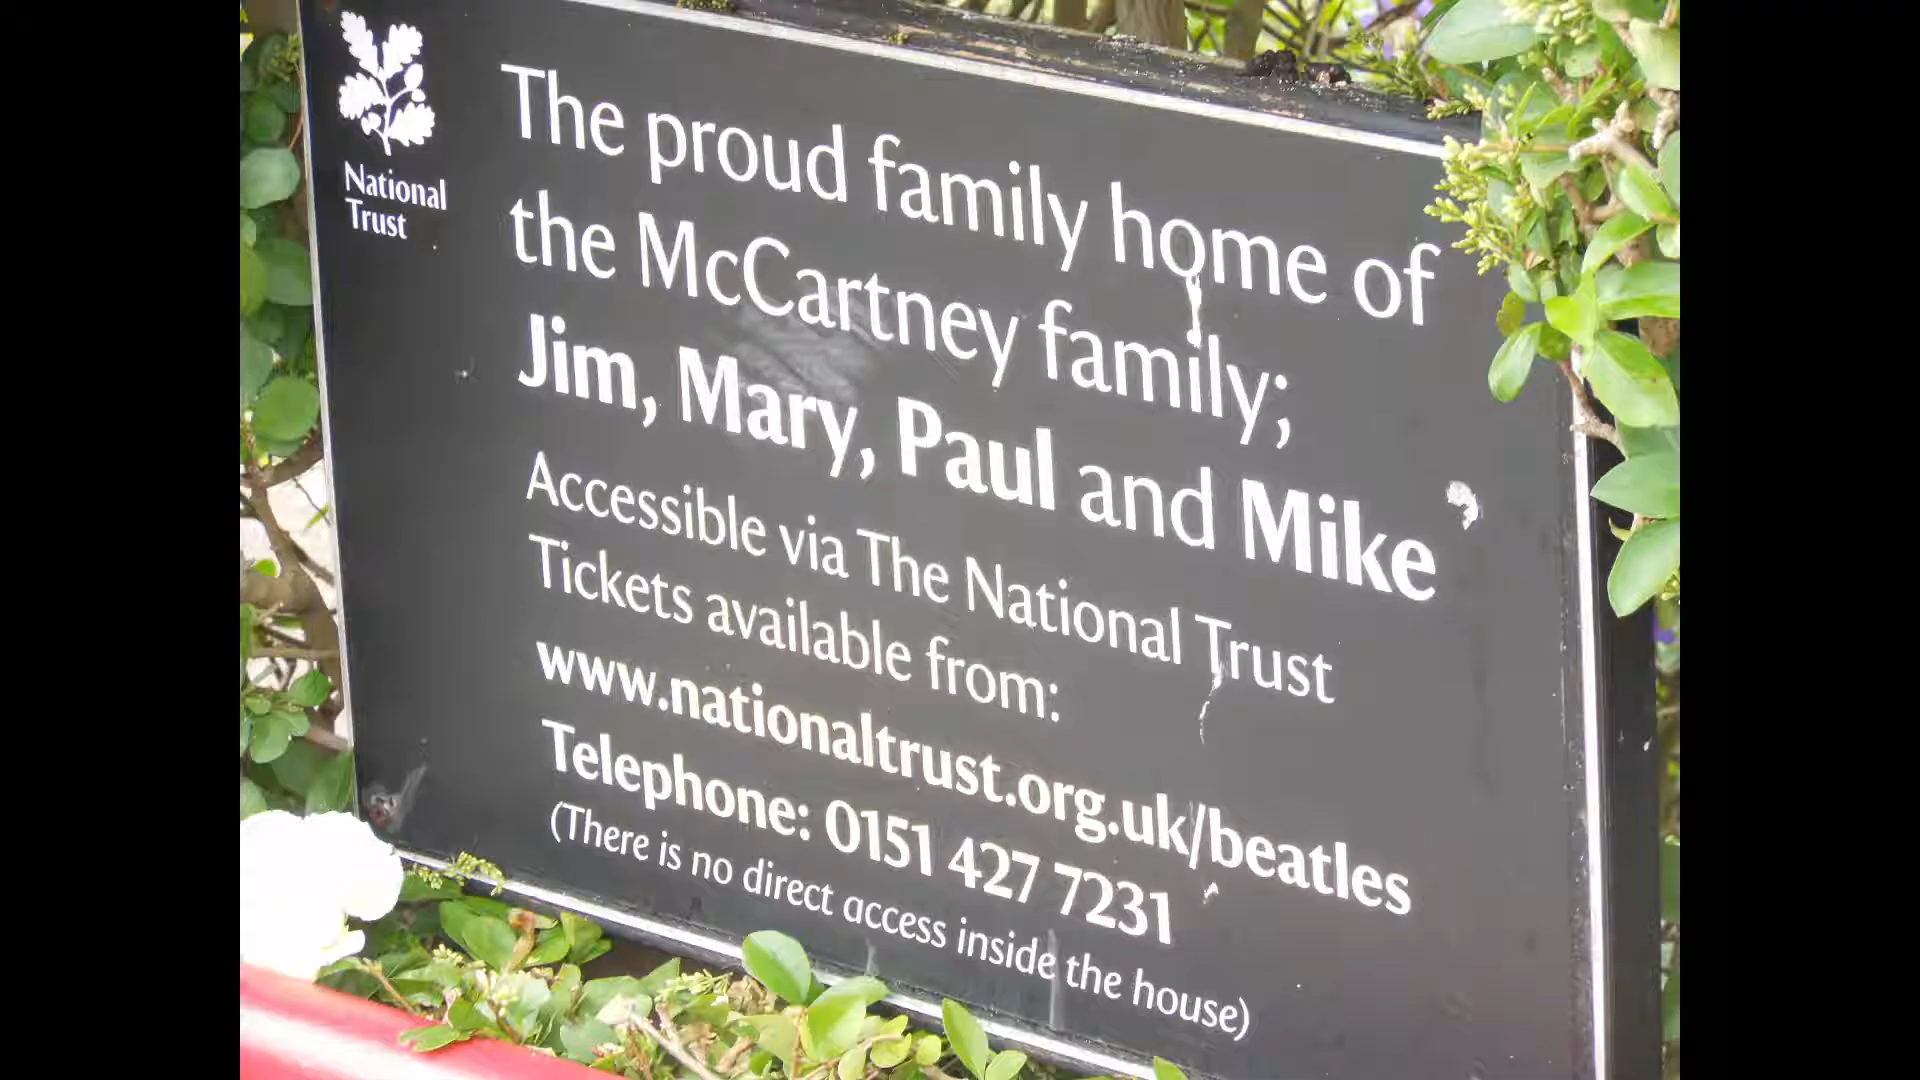 National
Trust
The proud family home of
the McCartney family;
Jim, Mary, Paul and Mike
Accessible via The National Trust
Tickets available from:
www.nationaltrust.org.uk/beatles
Telephone: 0151 427 7231
(There is no direct access inside the house)